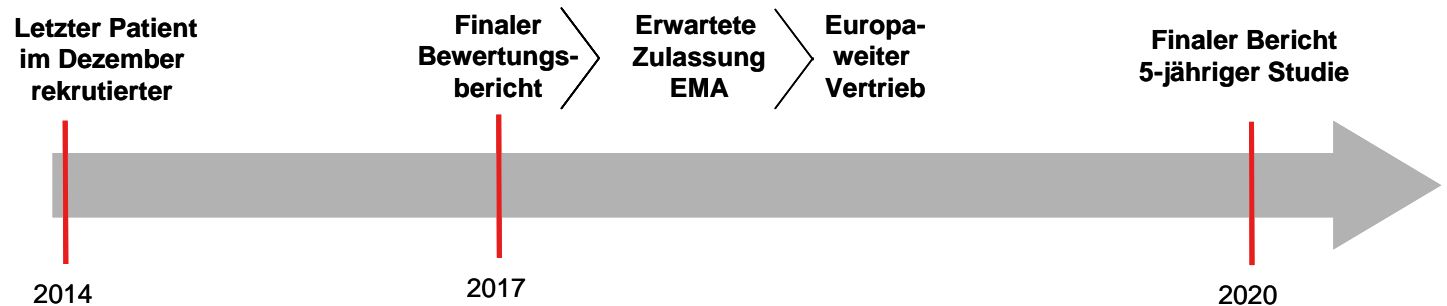 Letzter Patient
im Dezember
rekrutierter
Finaler
Bewertungs-
bericht
Erwartete
Zulassung
EMA
Europa-
weiter
Vertrieb
Finaler Bericht
5-jähriger Studie
2014
2017
2020